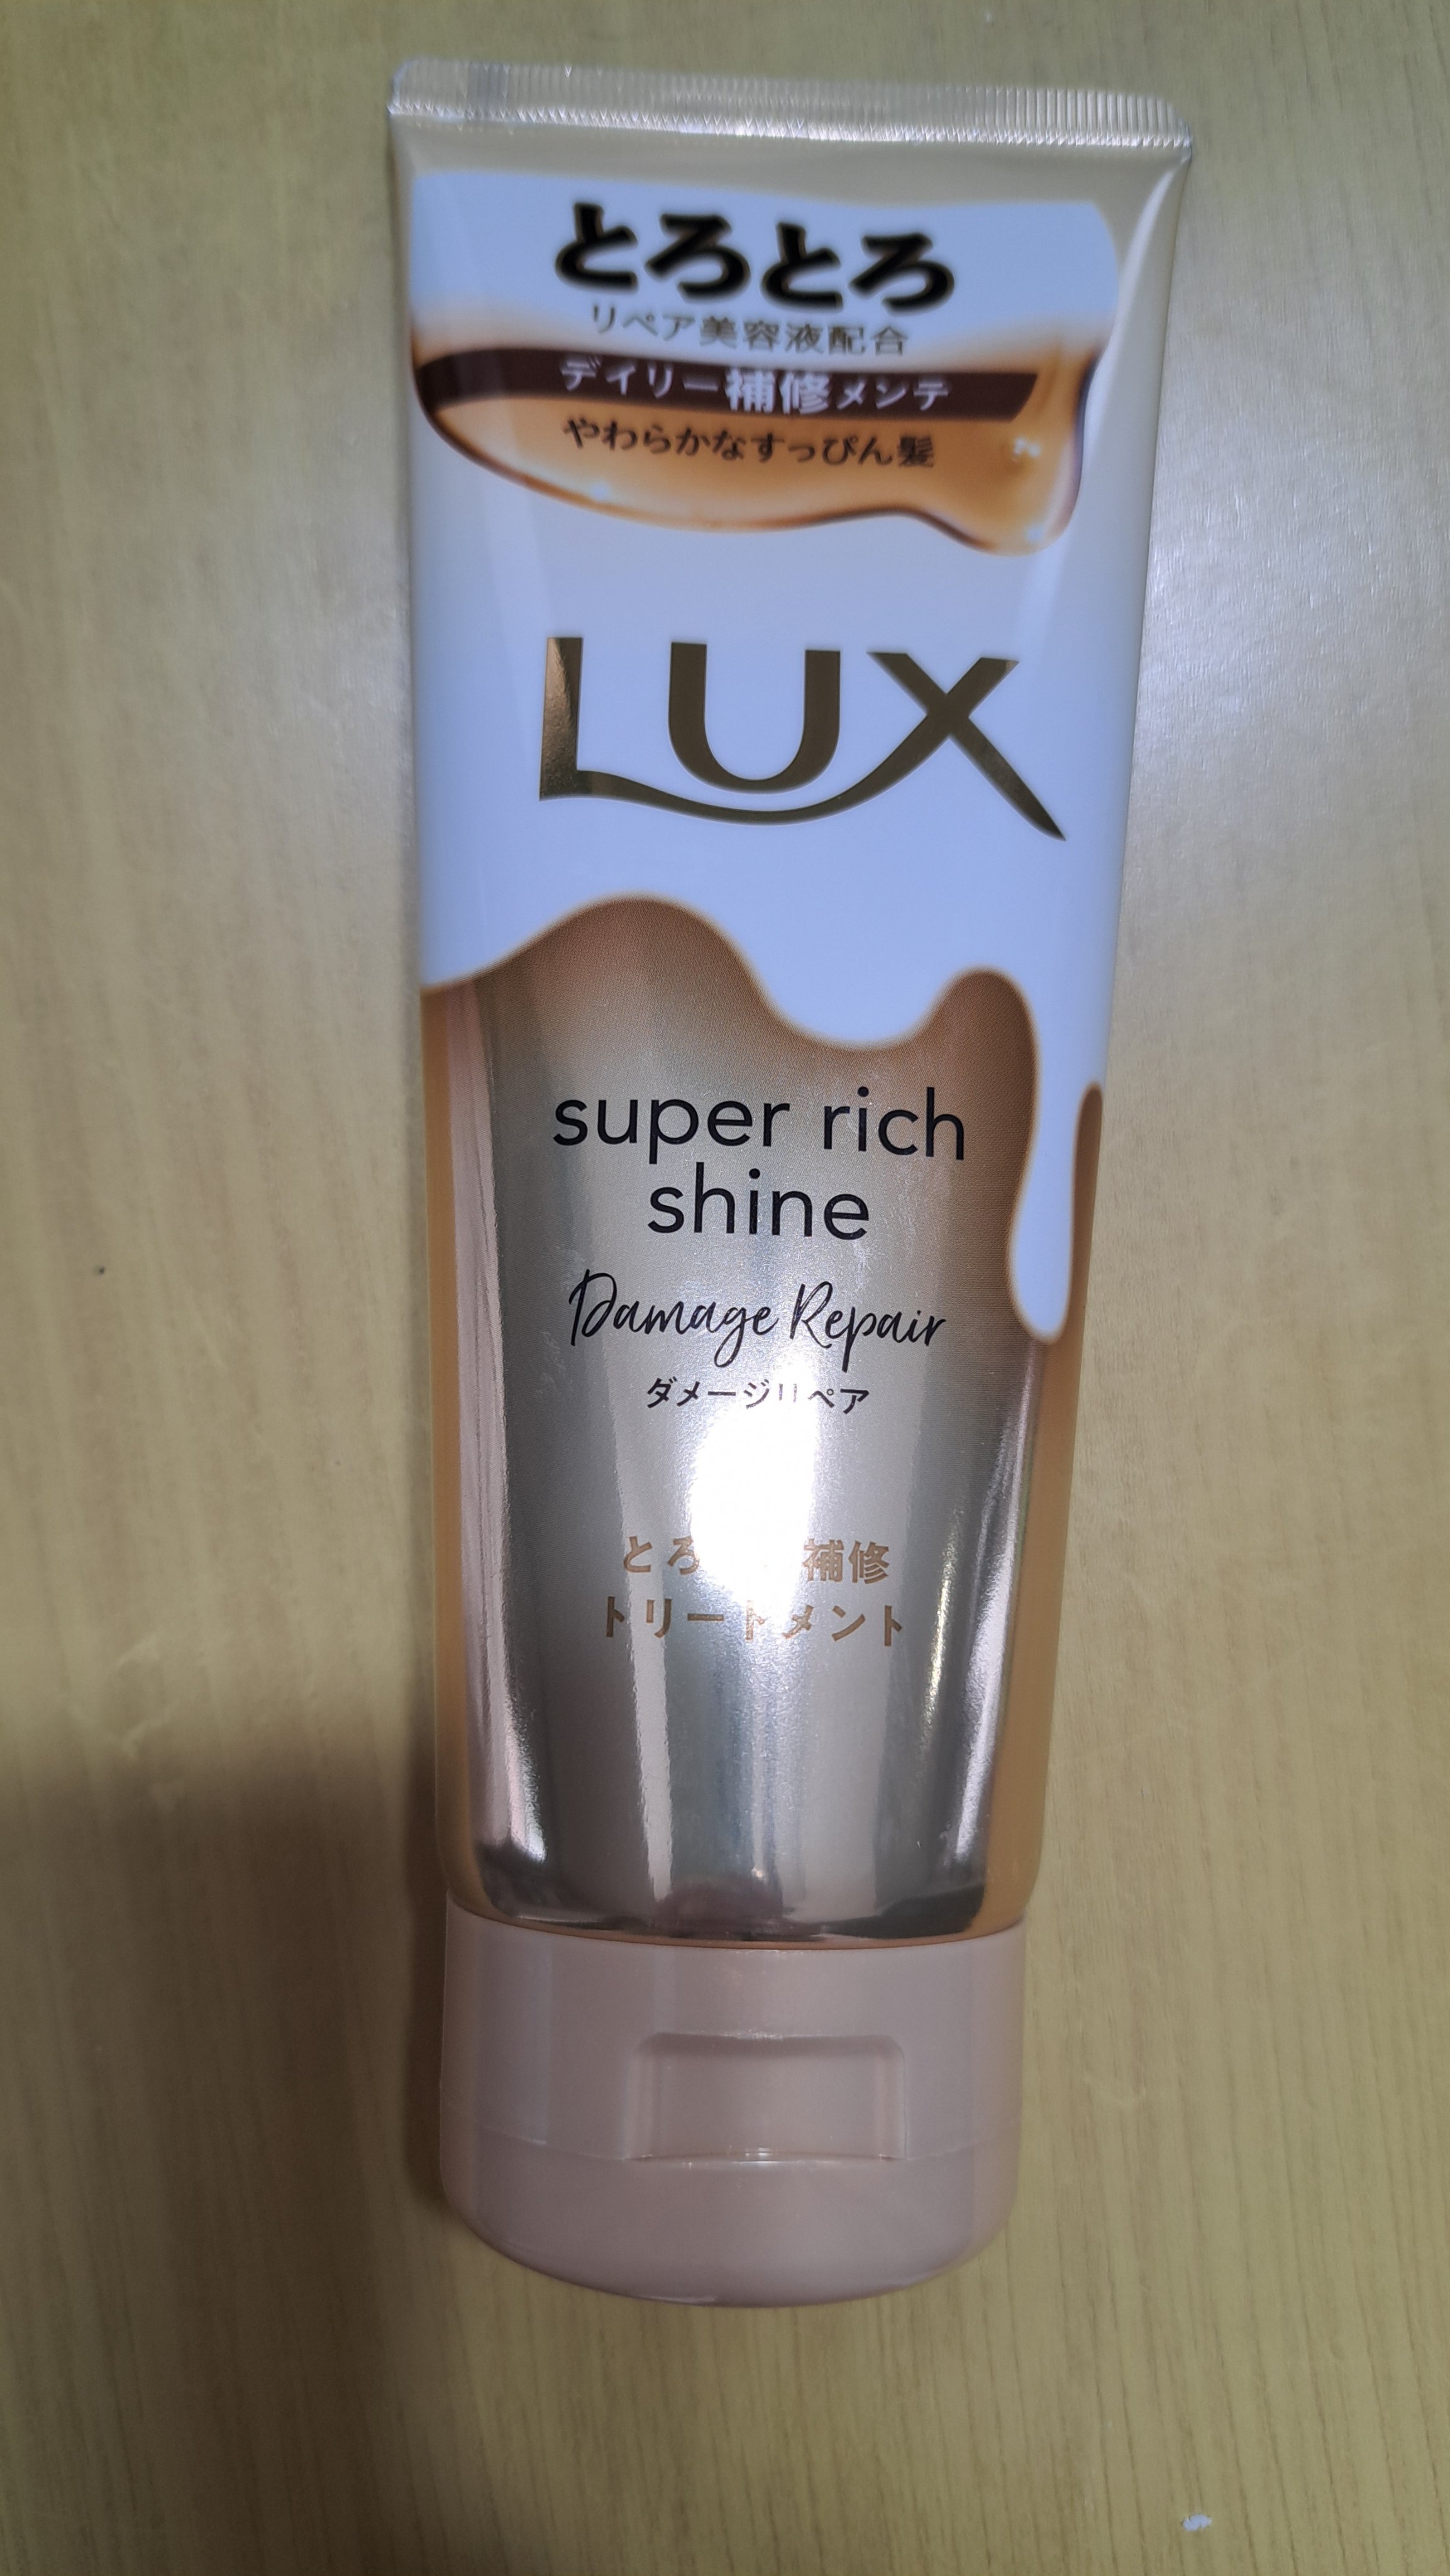 とろとろ
リペア美容液配合
デイリー補修メンテ
やわらかなすっぴん髪
LUX
super rich
shine
Damage Repair
ダメージリペア
補修
トリートメント